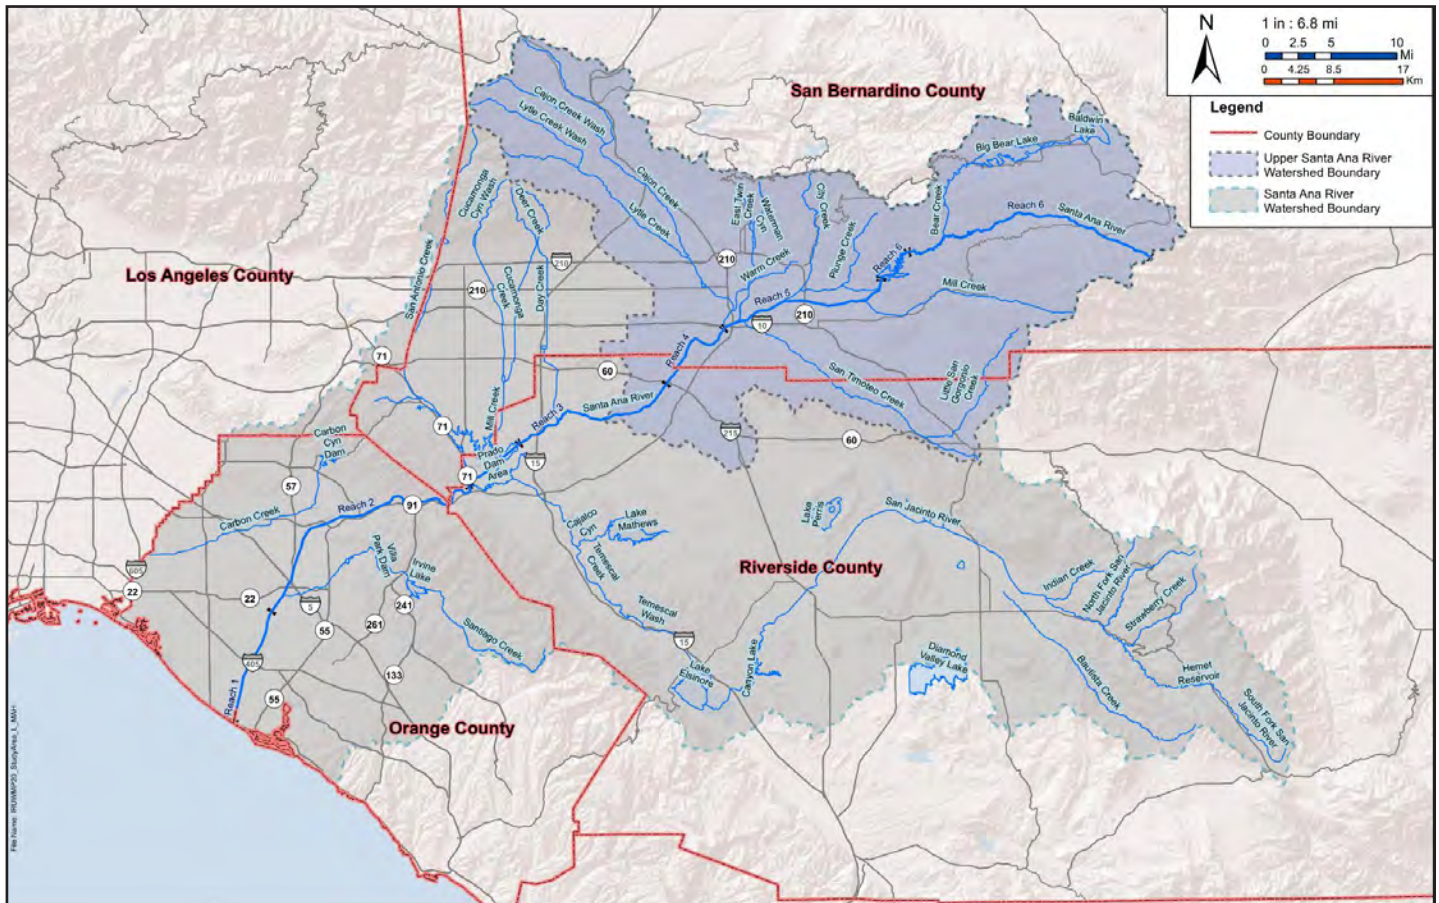 N
1 in : 6.8 mi
0 2.5 5 10
Mi
0 4.25 8.5 17
Km
Legend
County Boundary
Upper Santa Ana River
Watershed Boundary
Santa Ana River
Watershed Boundary
San Bernardino County
Los Angeles County
Riverside County
Orange County
Cajon Creek Wash
Lytle Creek Wash
Cajon Creek
Lytle Creek
Cucamonga
Cyn Wash
Deer Creek
San Antonio Creek
Cucamonga
Creek
Day Creek
Mill Creek
East Twin
Creek
Waterman
Cyn
City Creek
Plunge Creek
Warm Creek
Bear Creek
Big Bear Lake
Baldwin
Lake
Reach 6
Santa Ana River
Reach 6
Mill Creek
Reach 5
Reach 4
San Timoteo Creek
Little San
Gorgonio
Creek
Santa Ana River
Reach 3
Prado
Dam
Area
Carbon
Cyn
Dam
Carbon Creek
Reach 2
Villa
Park Dam
Irvine
Lake
Santiago Creek
Reach 1
Cajalco
Cyn
Lake
Mathews
Temescal
Creek
Temescal
Wash
Lake
Elsinore
Canyon Lake
Lake
Perris
San Jacinto River
Diamond
Valley Lake
Indian Creek
North Fork San
Jacinto River
Strawberry Creek
Bautista Creek
Hemet
Reservoir
South Fork San
Jacinto River
210
210
210
210
10
71
60
71
71
15
215
60
57
91
605
22
22
5
55
241
261
133
405
55
15